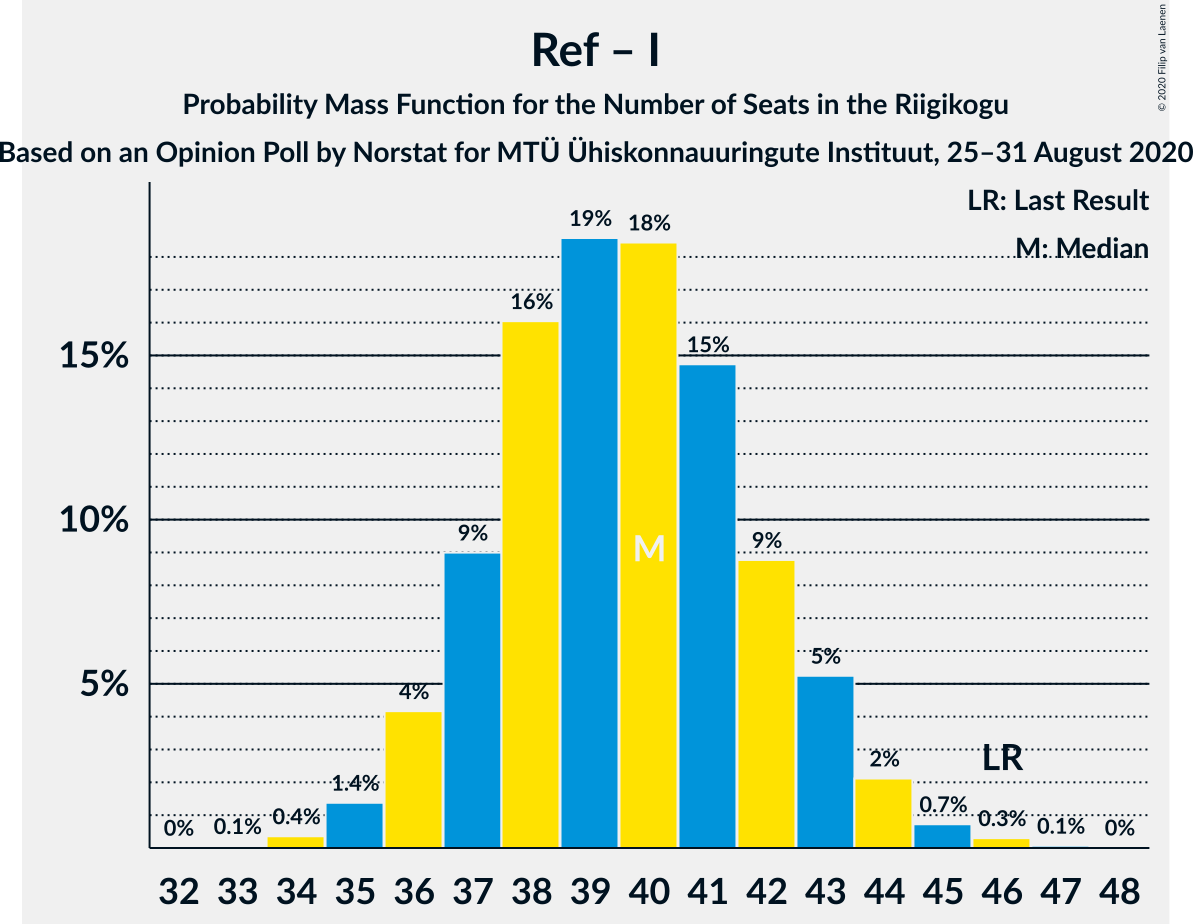 Ref – I
Probability Mass Function for the Number of Seats in the Riigikogu
Based on an Opinion Poll by Norstat for MTÜ Ühiskonnauuringute Instituut, 25–31 August 2020
© 2020 Filip van Laenen
LR: Last Result
M: Median
19%
18%
16%
15%
15%
10%
9%
M
9%
5%
5%
4%
LR
2%
1.4%
0.7%
0.4%
0.3%
0%
0.1%
0.1%
0%
32 33 34 35 36 37 38 39 40 41 42 43 44 45 46 47 48